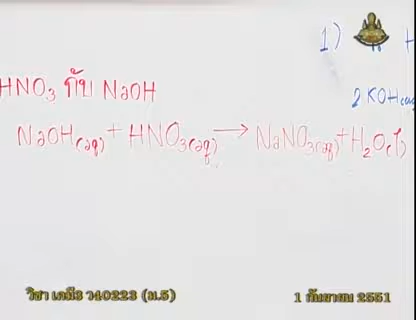 1) H
HNO₃ กับ NaOH
2 KOH(aq)
NaOH(aq) + HNO₃(aq) → NaNO₃(aq) + H₂O(l)
วิชา เคมี3 ว40223 (ม.5)
1 กันยายน 2551